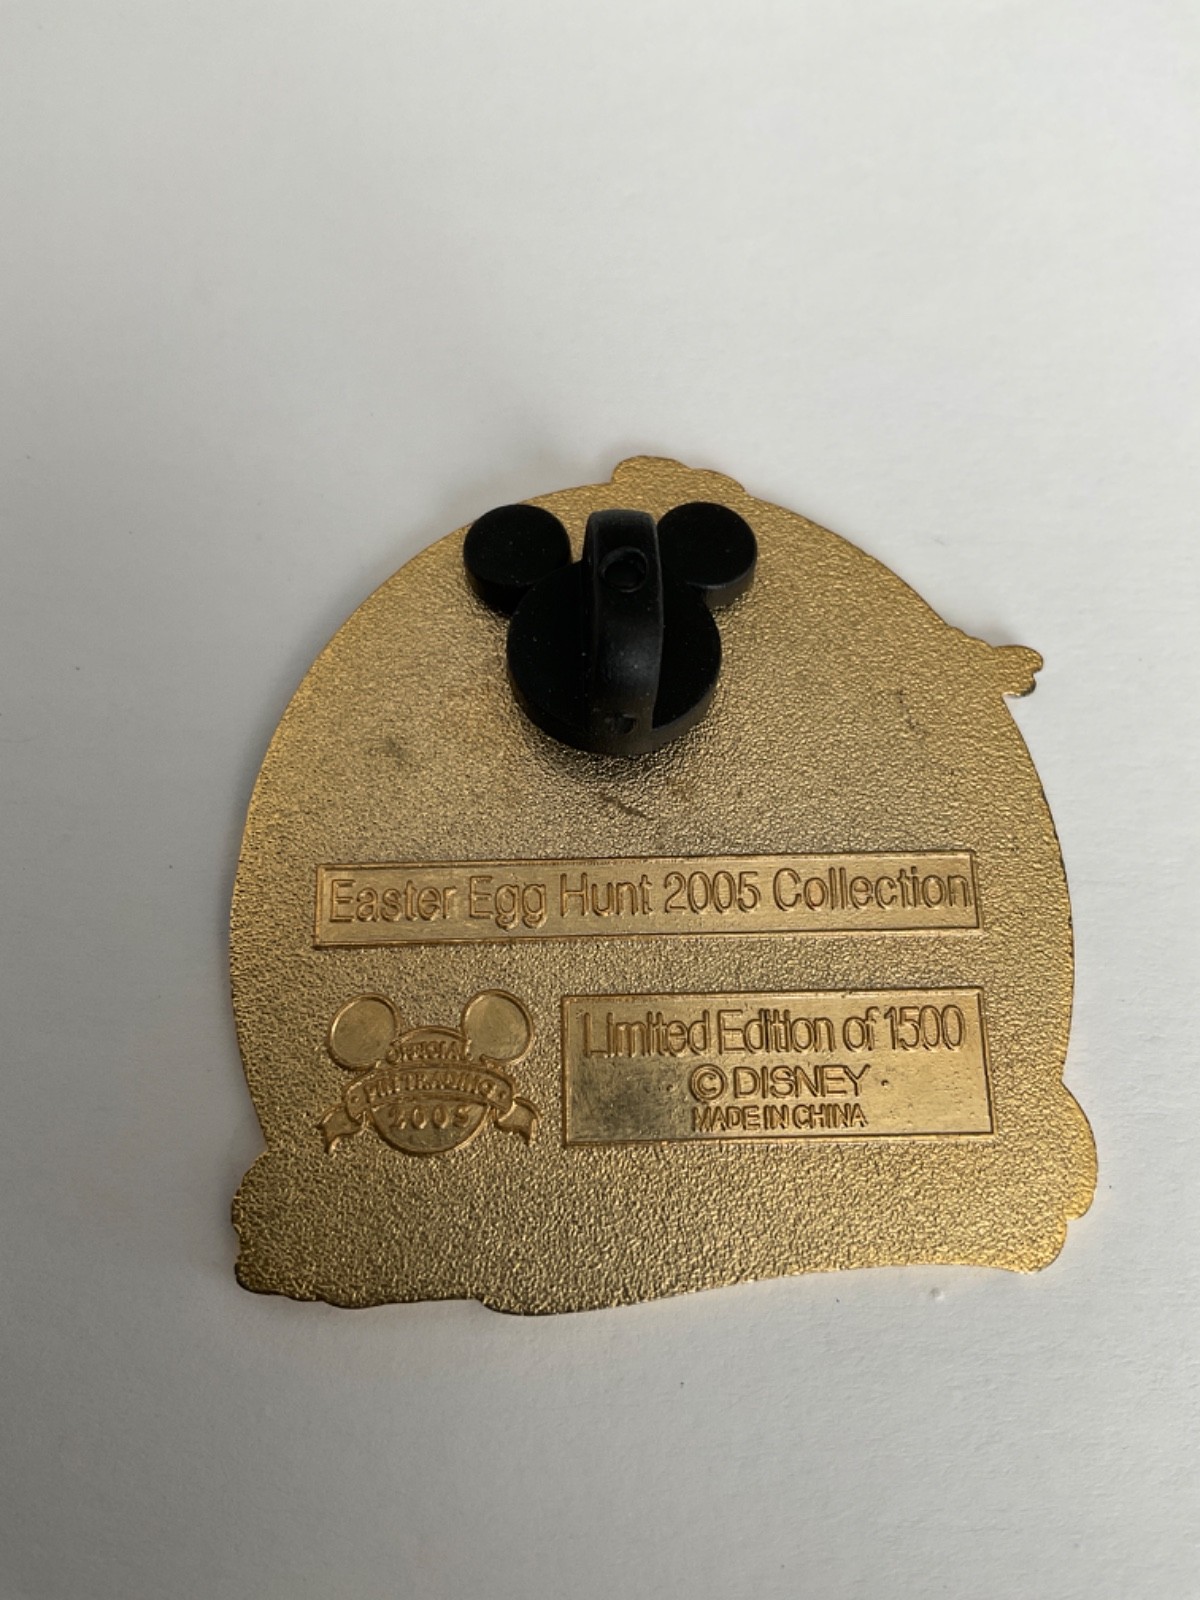 Easter Egg Hunt 2005 Collection
OFFICIAL
PIN TRADING
2005
Limited Edition of 1500
© DISNEY
MADE IN CHINA